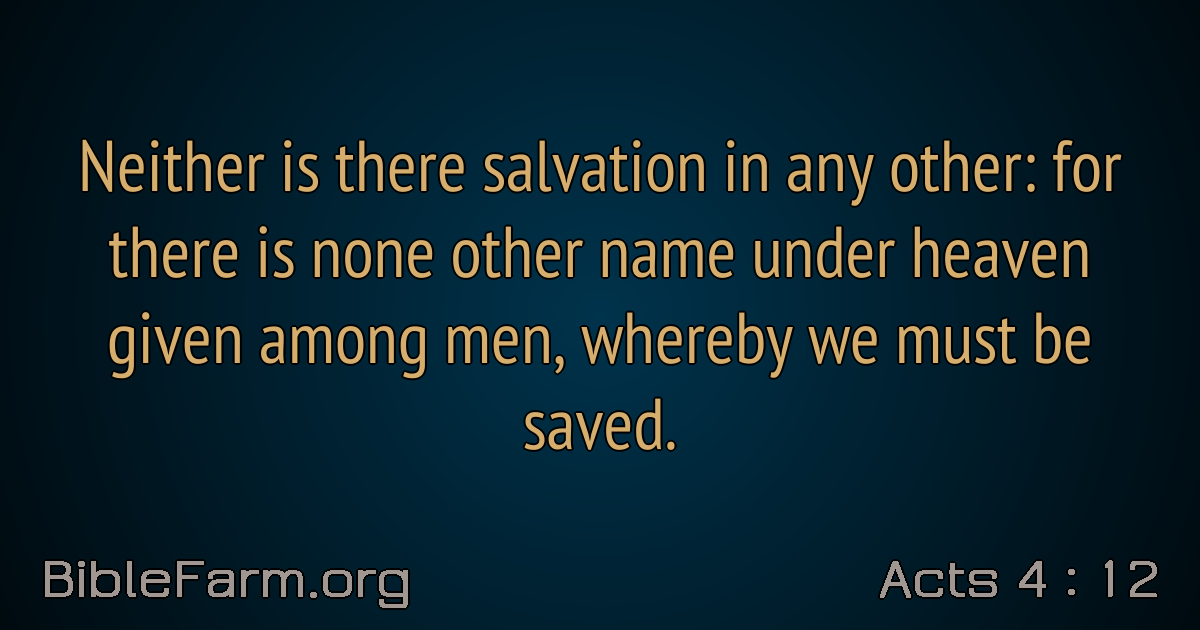 Neither is there salvation in any other: for
there is none other name under heaven
given among men, whereby we must be
saved.
BibleFarm.org
Acts 4 : 12